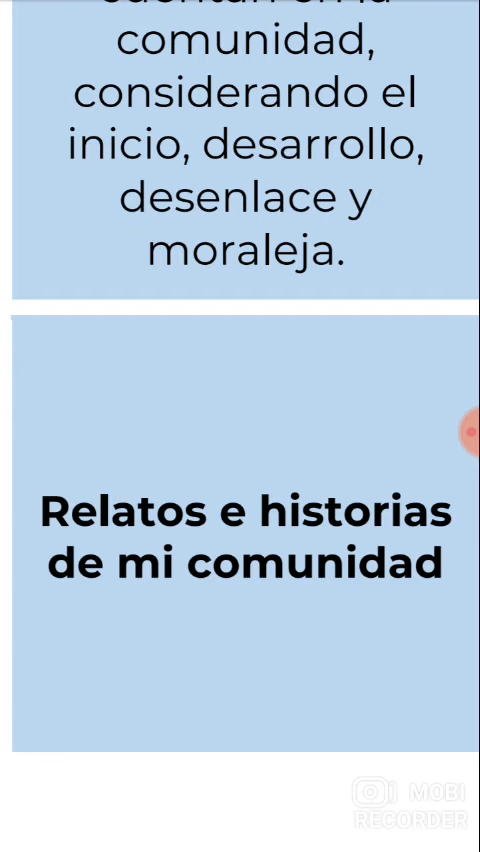 comunidad,
considerando el
inicio, desarrollo,
desenlace y
moraleja.
Relatos e historias
de mi comunidad
MOBI
RECORDER